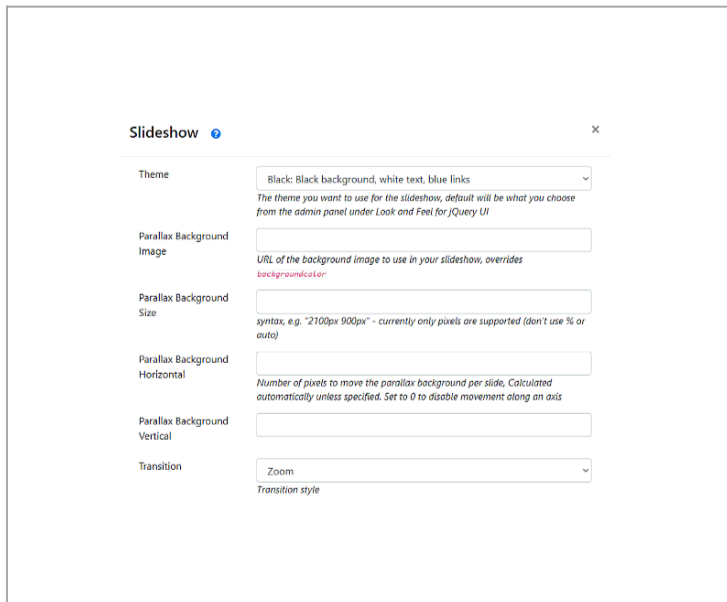 Slideshow ?
×
Theme
Black: Black background, white text, blue links
The theme you want to use for the slideshow, default will be what you choose
from the admin panel under Look and Feel for jQuery UI
Parallax Background
Image
URL of the background image to use in your slideshow, overrides
backgroundcolor
Parallax Background
Size
syntax, e.g. "2100px 900px" - currently only pixels are supported (don't use % or
auto)
Parallax Background
Horizontal
Number of pixels to move the parallax background per slide, Calculated
automatically unless specified. Set to 0 to disable movement along an axis
Parallax Background
Vertical
Transition
Zoom
Transition style